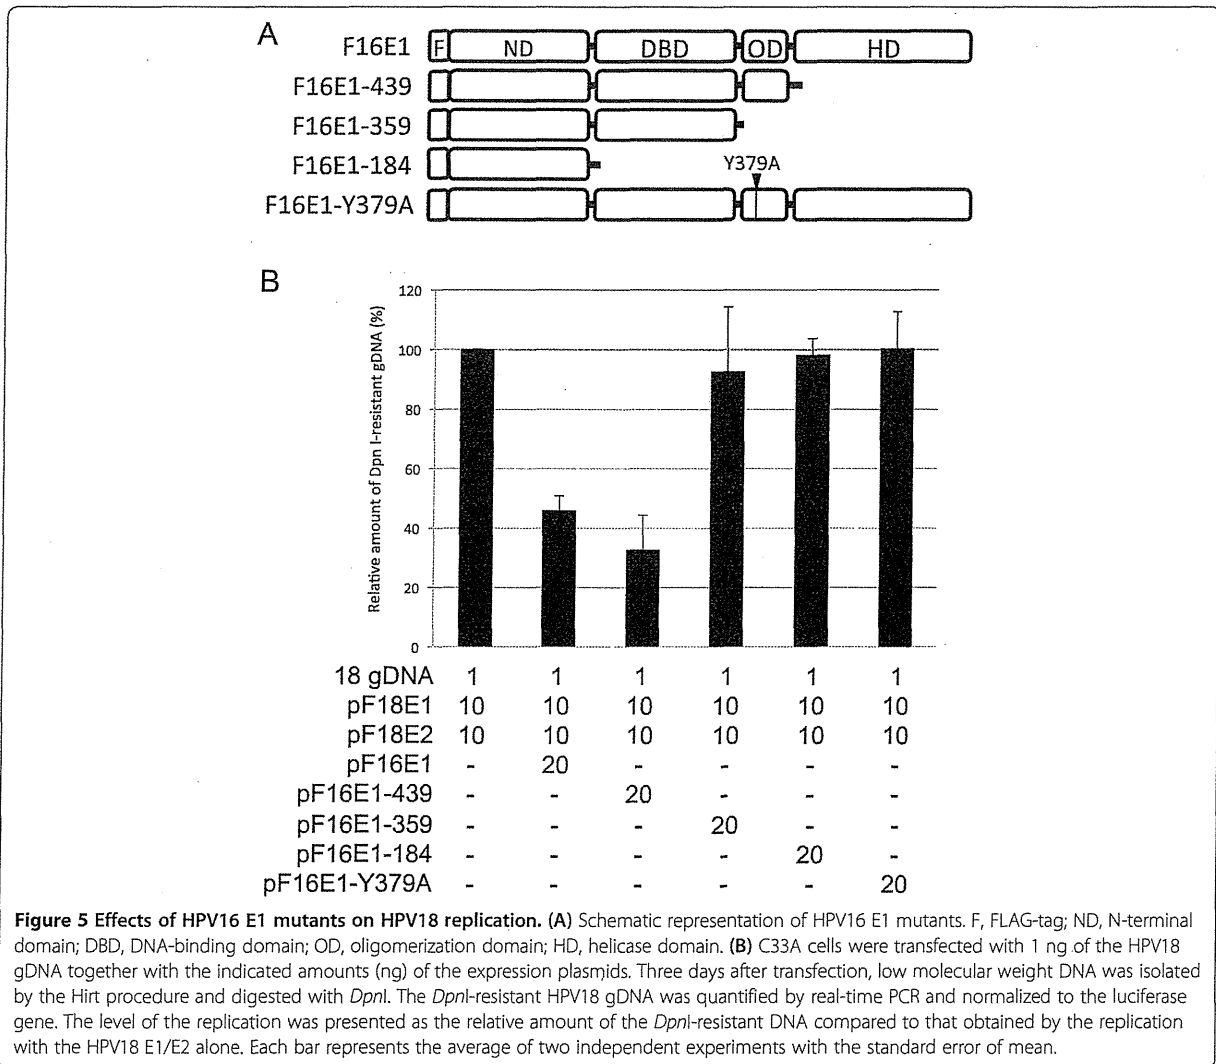 A
F16E1 F ND DBD OD HD
F16E1-439
F16E1-359
F16E1-184
Y379A
F16E1-Y379A
B
Relative amount of Dpn I-resistant gDNA (%)
120
100
80
60
40
20
0
18 gDNA 1 1 1 1 1 1
pF18E1 10 10 10 10 10 10
pF18E2 10 10 10 10 10 10
pF16E1 - 20 - - - -
pF16E1-439 - - 20 - - -
pF16E1-359 - - - 20 - -
pF16E1-184 - - - - 20 -
pF16E1-Y379A - - - - - 20
Figure 5 Effects of HPV16 E1 mutants on HPV18 replication. (A) Schematic representation of HPV16 E1 mutants. F, FLAG-tag; ND, N-terminal
domain; DBD, DNA-binding domain; OD, oligomerization domain; HD, helicase domain. (B) C33A cells were transfected with 1 ng of the HPV18
gDNA together with the indicated amounts (ng) of the expression plasmids. Three days after transfection, low molecular weight DNA was isolated
by the Hirt procedure and digested with DpnI. The DpnI-resistant HPV18 gDNA was quantified by real-time PCR and normalized to the luciferase
gene. The level of the replication was presented as the relative amount of the DpnI-resistant DNA compared to that obtained by the replication
with the HPV18 E1/E2 alone. Each bar represents the average of two independent experiments with the standard error of mean.